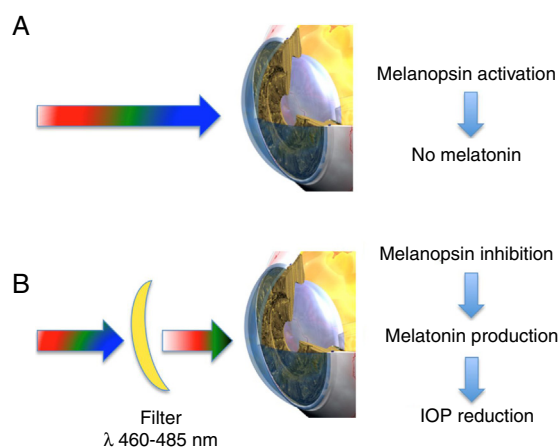 A
Melanopsin activation
No melatonin
B
Melanopsin inhibition
Melatonin production
IOP reduction
Filter
λ 460-485 nm